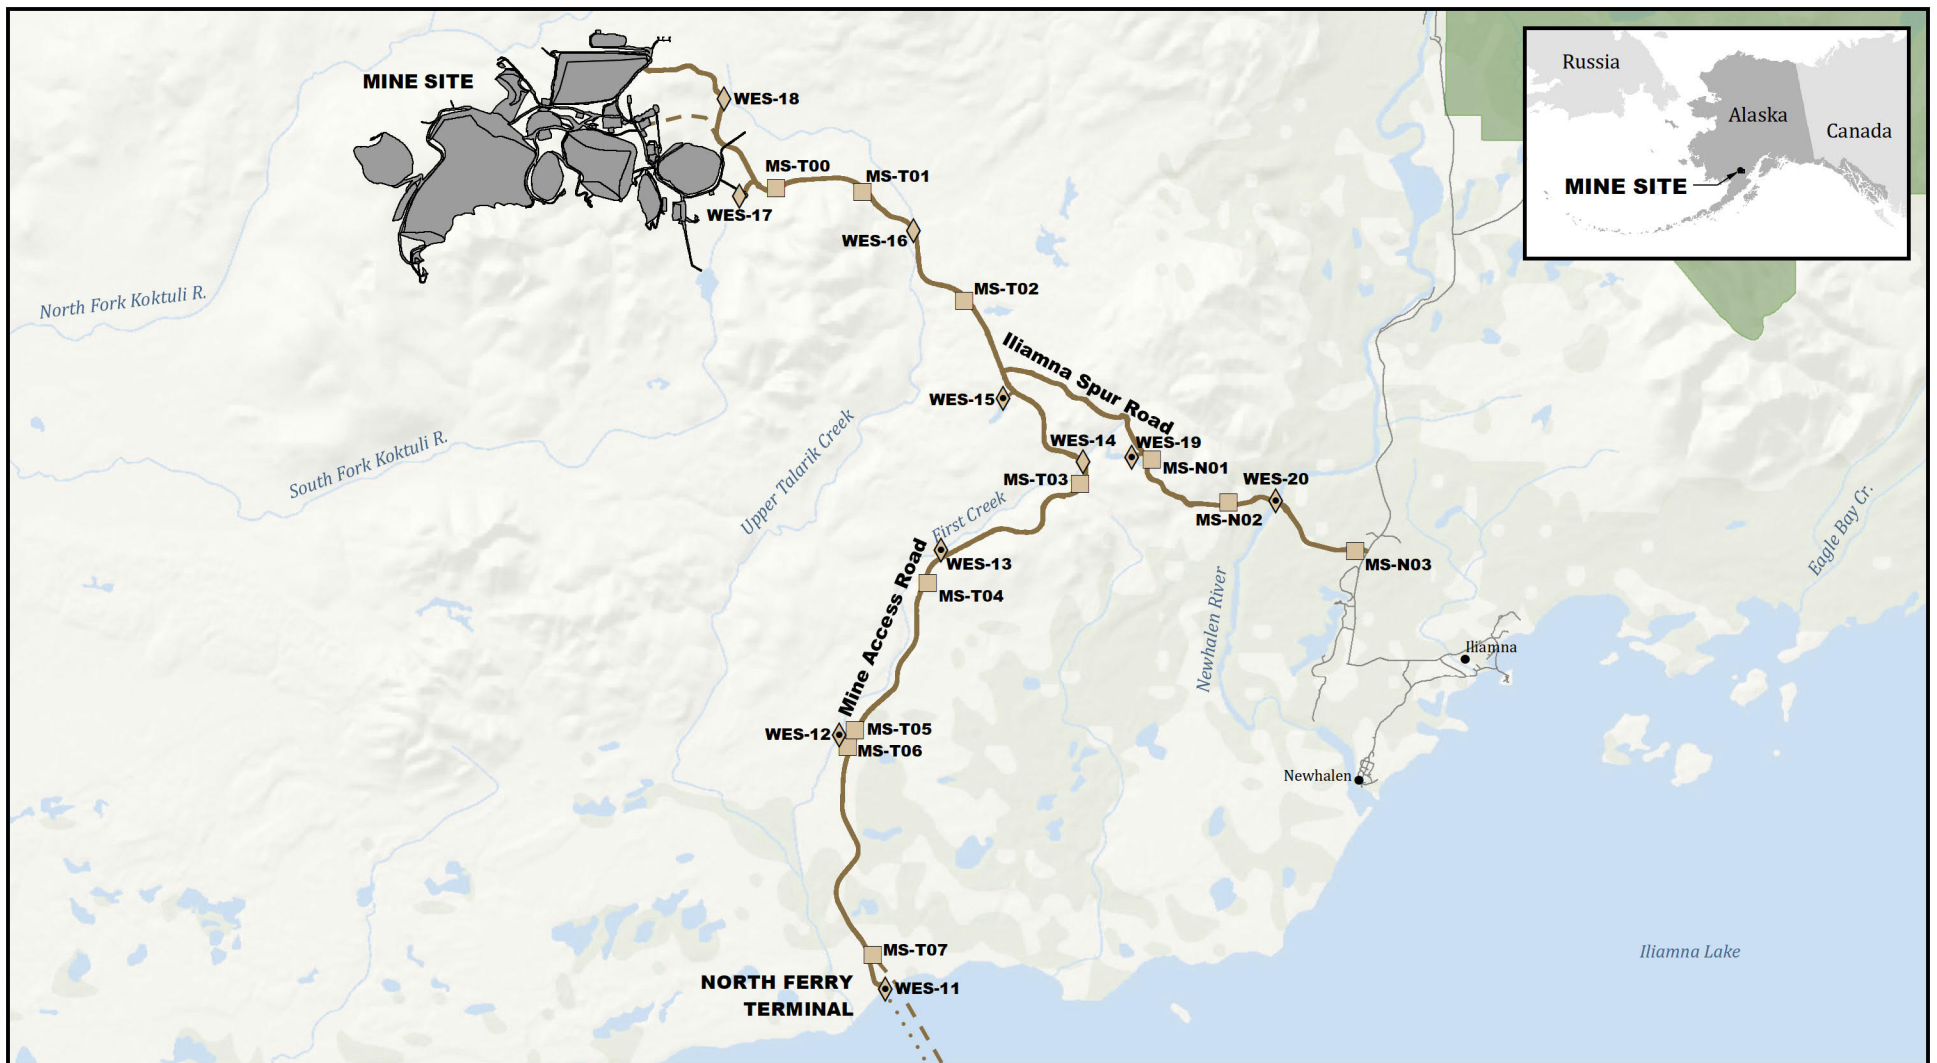 MINE SITE
WES-18
MS-T00
MS-T01
WES-17
WES-16
North Fork Koktuli R.
MS-T02
Iliamna Spur Road
WES-15
Upper Talarik Creek
South Fork Koktuli R.
WES-14
WES-19
MS-N01
MS-T03
WES-20
MS-N02
First Creek
WES-13
MS-N03
MS-T04
Mine Access Road
Newhalen River
Eagle Bay Cr.
Iliamna
WES-12
MS-T05
MS-T06
Newhalen
MS-T07
Iliamna Lake
NORTH FERRY
TERMINAL
WES-11
Russia
Alaska
Canada
MINE SITE